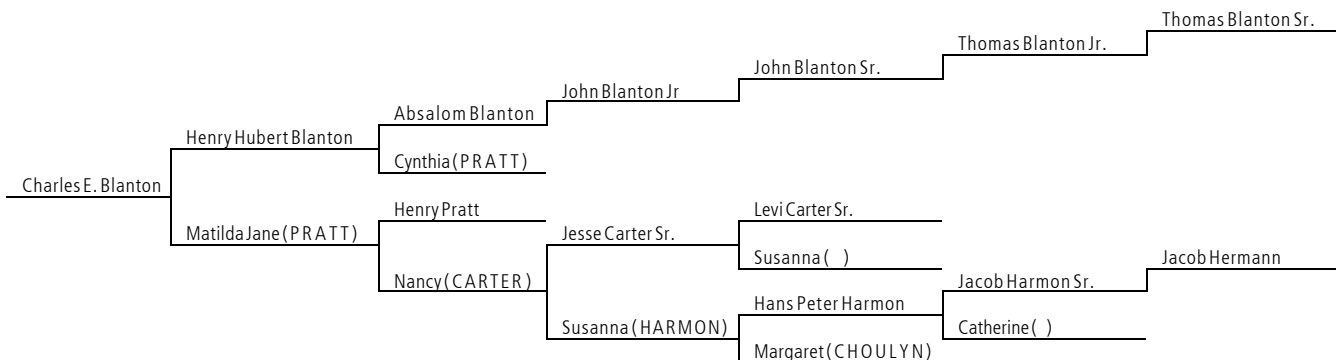 Thomas Blanton Sr.
Thomas Blanton Jr.
John Blanton Sr.
John Blanton Jr
Absalom Blanton
Henry Hubert Blanton
Cynthia (PRATT)
Charles E. Blanton
Henry Pratt
Levi Carter Sr.
Matilda Jane (PRATT)
Jesse Carter Sr.
Susanna ( )
Jacob Hermann
Nancy (CARTER)
Jacob Harmon Sr.
Hans Peter Harmon
Susanna (HARMON)
Catherine ( )
Margaret (CHOULYN)